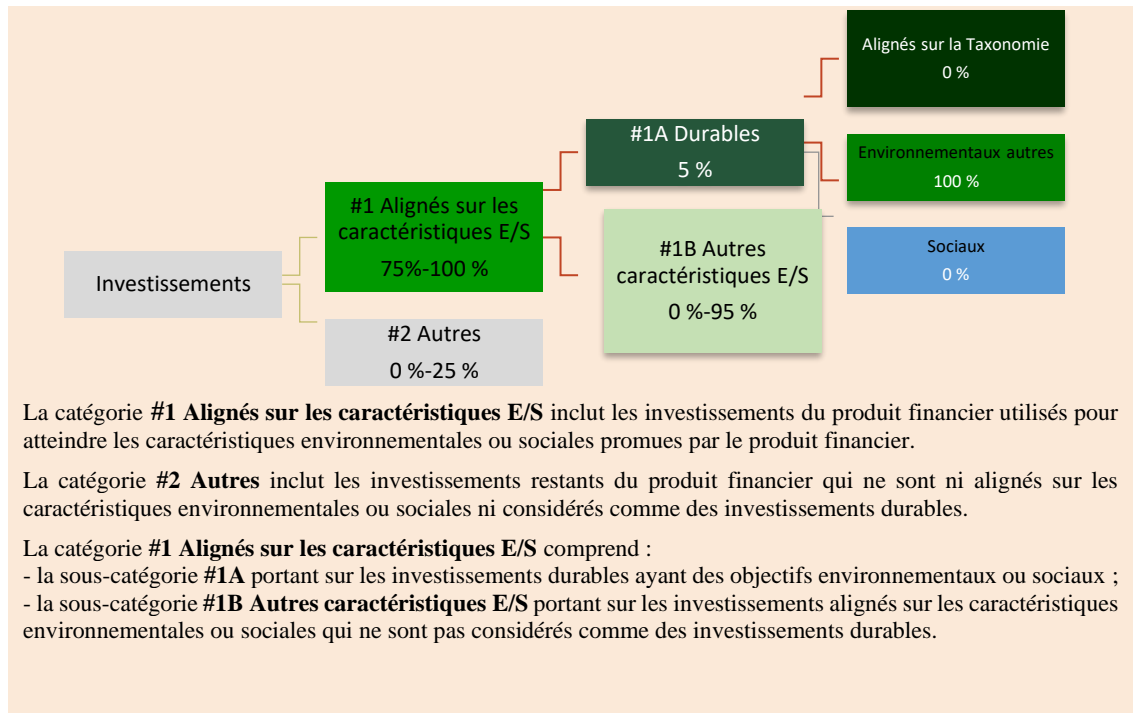 Alignés sur la Taxonomie
0 %
#1A Durables
5 %
Environnementaux autres
100 %
#1 Alignés sur les
caractéristiques E/S
75%-100 %
#1B Autres
caractéristiques E/S
0 %-95 %
Sociaux
0 %
Investissements
#2 Autres
0 %-25 %
La catégorie #1 Alignés sur les caractéristiques E/S inclut les investissements du produit financier utilisés pour
atteindre les caractéristiques environnementales ou sociales promues par le produit financier.
La catégorie #2 Autres inclut les investissements restants du produit financier qui ne sont ni alignés sur les
caractéristiques environnementales ou sociales ni considérés comme des investissements durables.
La catégorie #1 Alignés sur les caractéristiques E/S comprend :
- la sous-catégorie #1A portant sur les investissements durables ayant des objectifs environnementaux ou sociaux ;
- la sous-catégorie #1B Autres caractéristiques E/S portant sur les investissements alignés sur les caractéristiques
environnementales ou sociales qui ne sont pas considérés comme des investissements durables.